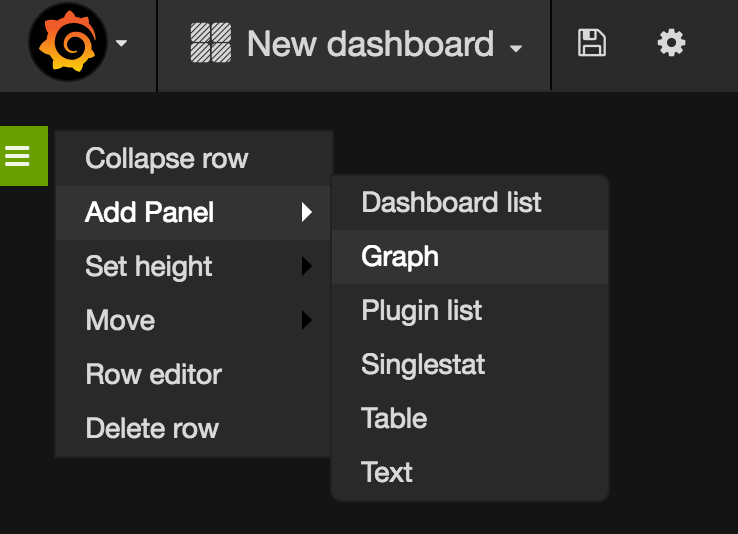 New dashboard
Collapse row
Add Panel
Set height
Move
Row editor
Delete row
Dashboard list
Graph
Plugin list
Singlestat
Table
Text